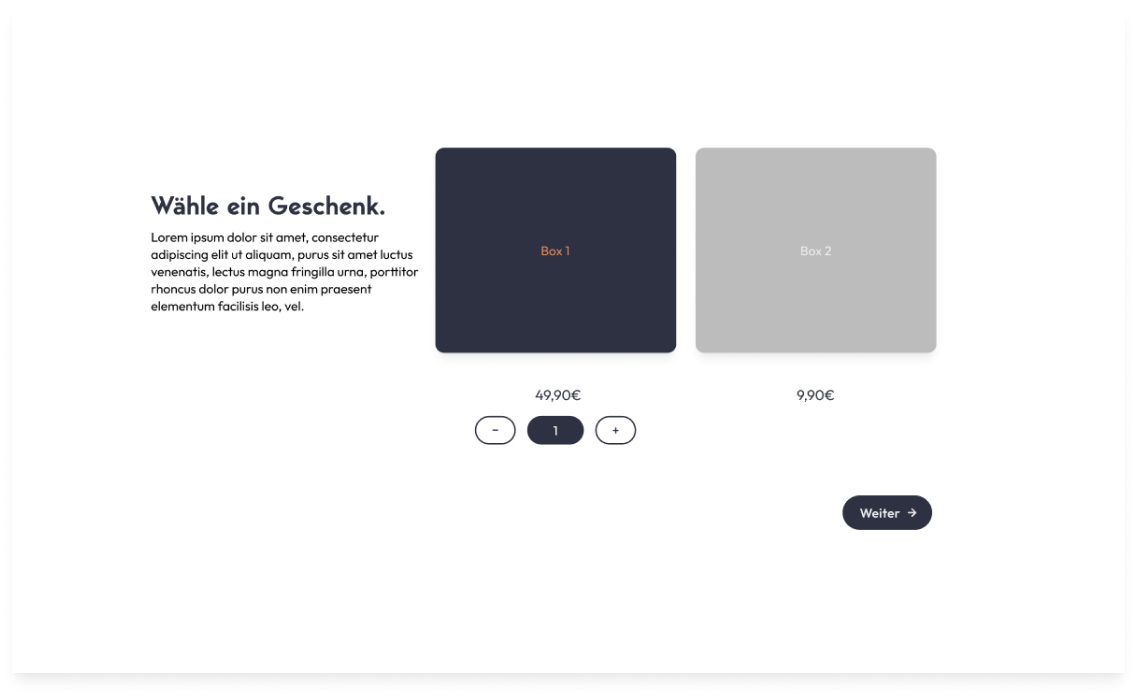 Wähle ein Geschenk.
Lorem ipsum dolor sit amet, consectetur
adipiscing elit ut aliquam, purus sit amet luctus
venenatis, lectus magna fringilla urna, porttitor
rhoncus dolor purus non enim praesent
elementum facilisis leo, vel.
Box 1
Box 2
49,90€
9,90€
− 1 +
Weiter →